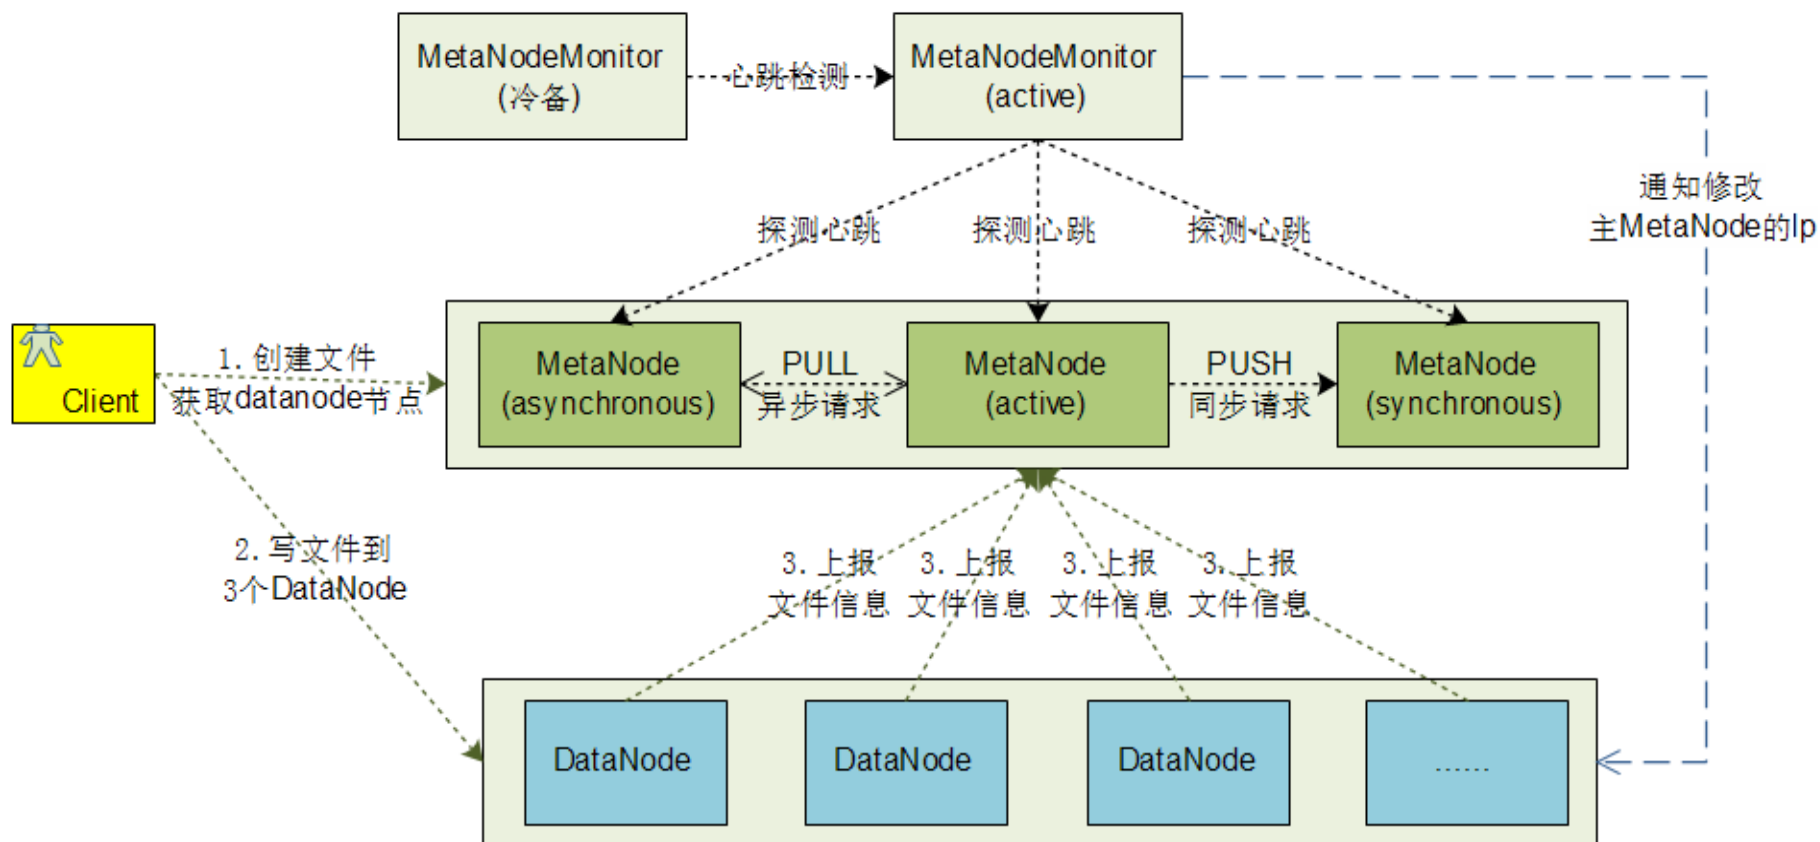 MetaNodeMonitor
(冷备)
心跳检测
MetaNodeMonitor
(active)
通知修改
主MetaNode的Ip
探测心跳
探测心跳
探测心跳
Client
1.创建文件
获取datanode节点
MetaNode
(asynchronous)
PULL
异步请求
MetaNode
(active)
PUSH
同步请求
MetaNode
(synchronous)
2.写文件到
3个DataNode
3.上报
文件信息
3.上报
文件信息
3.上报
文件信息
3.上报
文件信息
DataNode
DataNode
DataNode
......